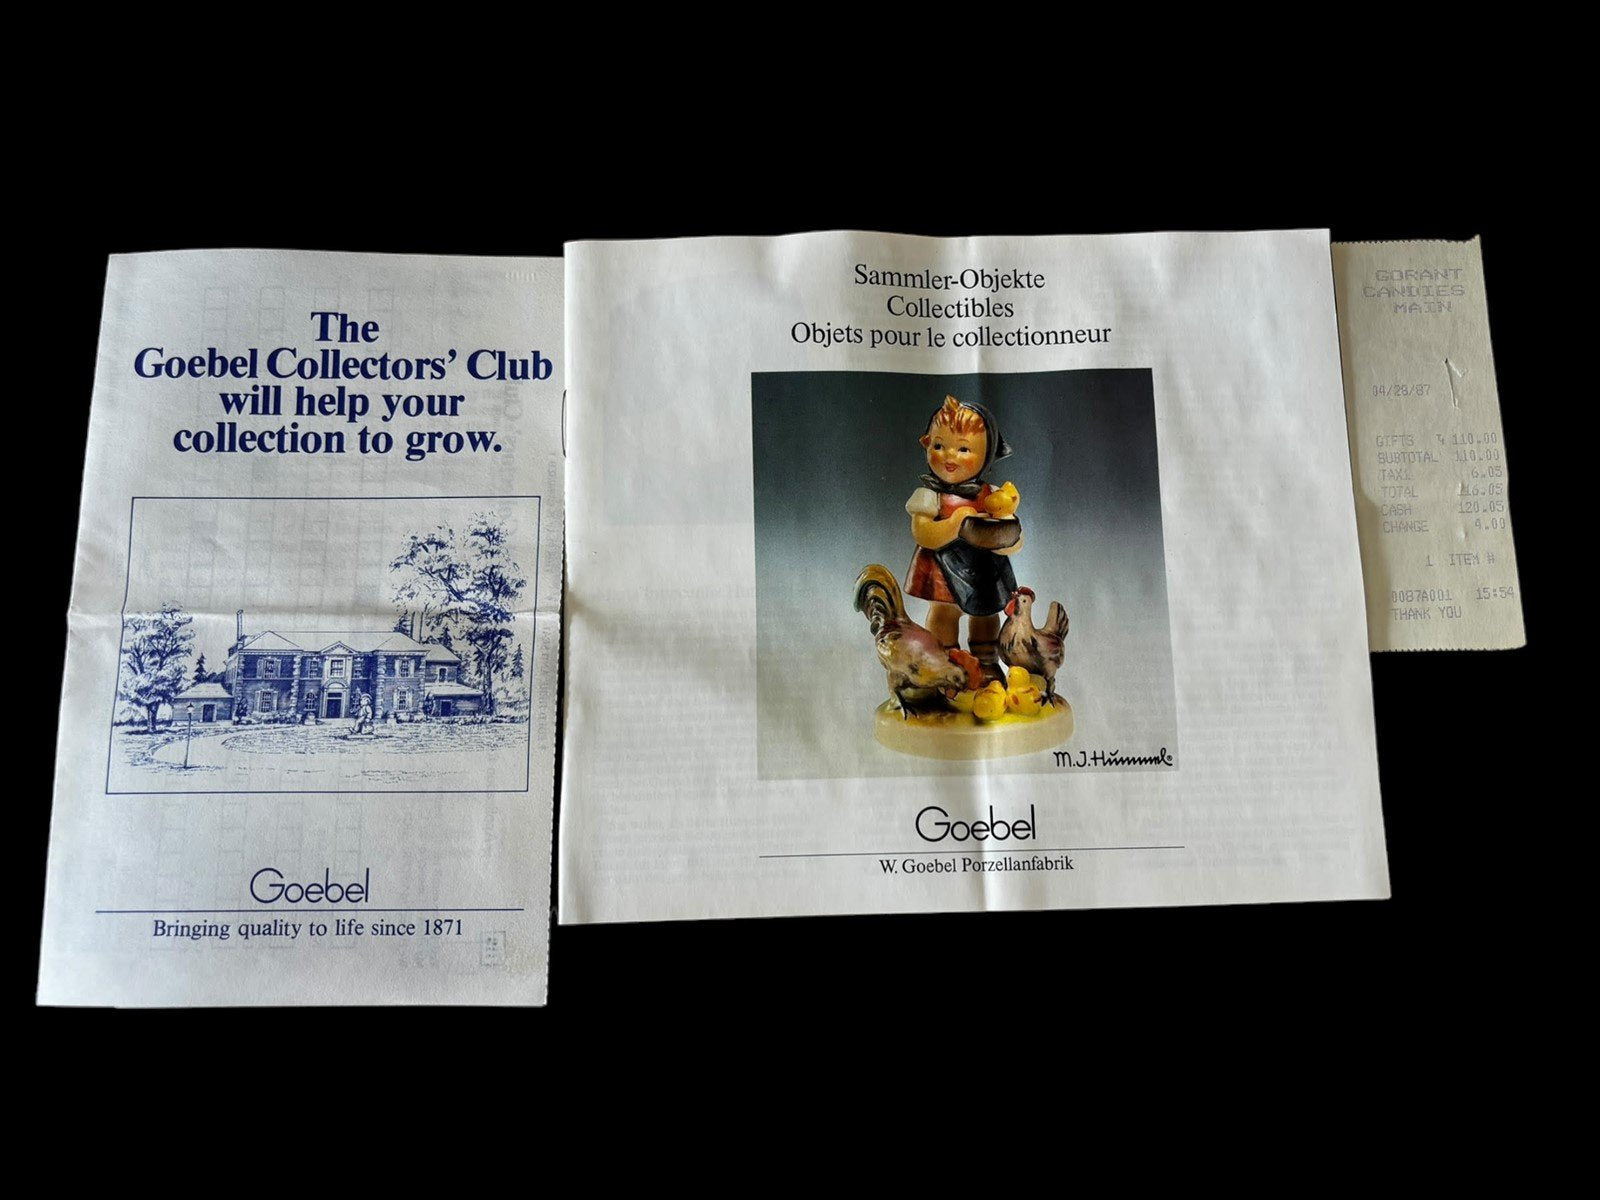 The
Goebel Collectors' Club
will help your
collection to grow.
Goebel
Bringing quality to life since 1871
Sammler-Objekte
Collectibles
Objets pour le collectionneur
M.J.Hummel®
Goebel
W. Goebel Porzellanfabrik
GORANT
CANDIES
MAIN
04/28/87
GIFTS 110.00
SUBTOTAL 110.00
TAX1 6.05
TOTAL 116.05
CASH 120.05
CHANGE 4.00
1 ITEM #
0087A001 15:54
THANK YOU